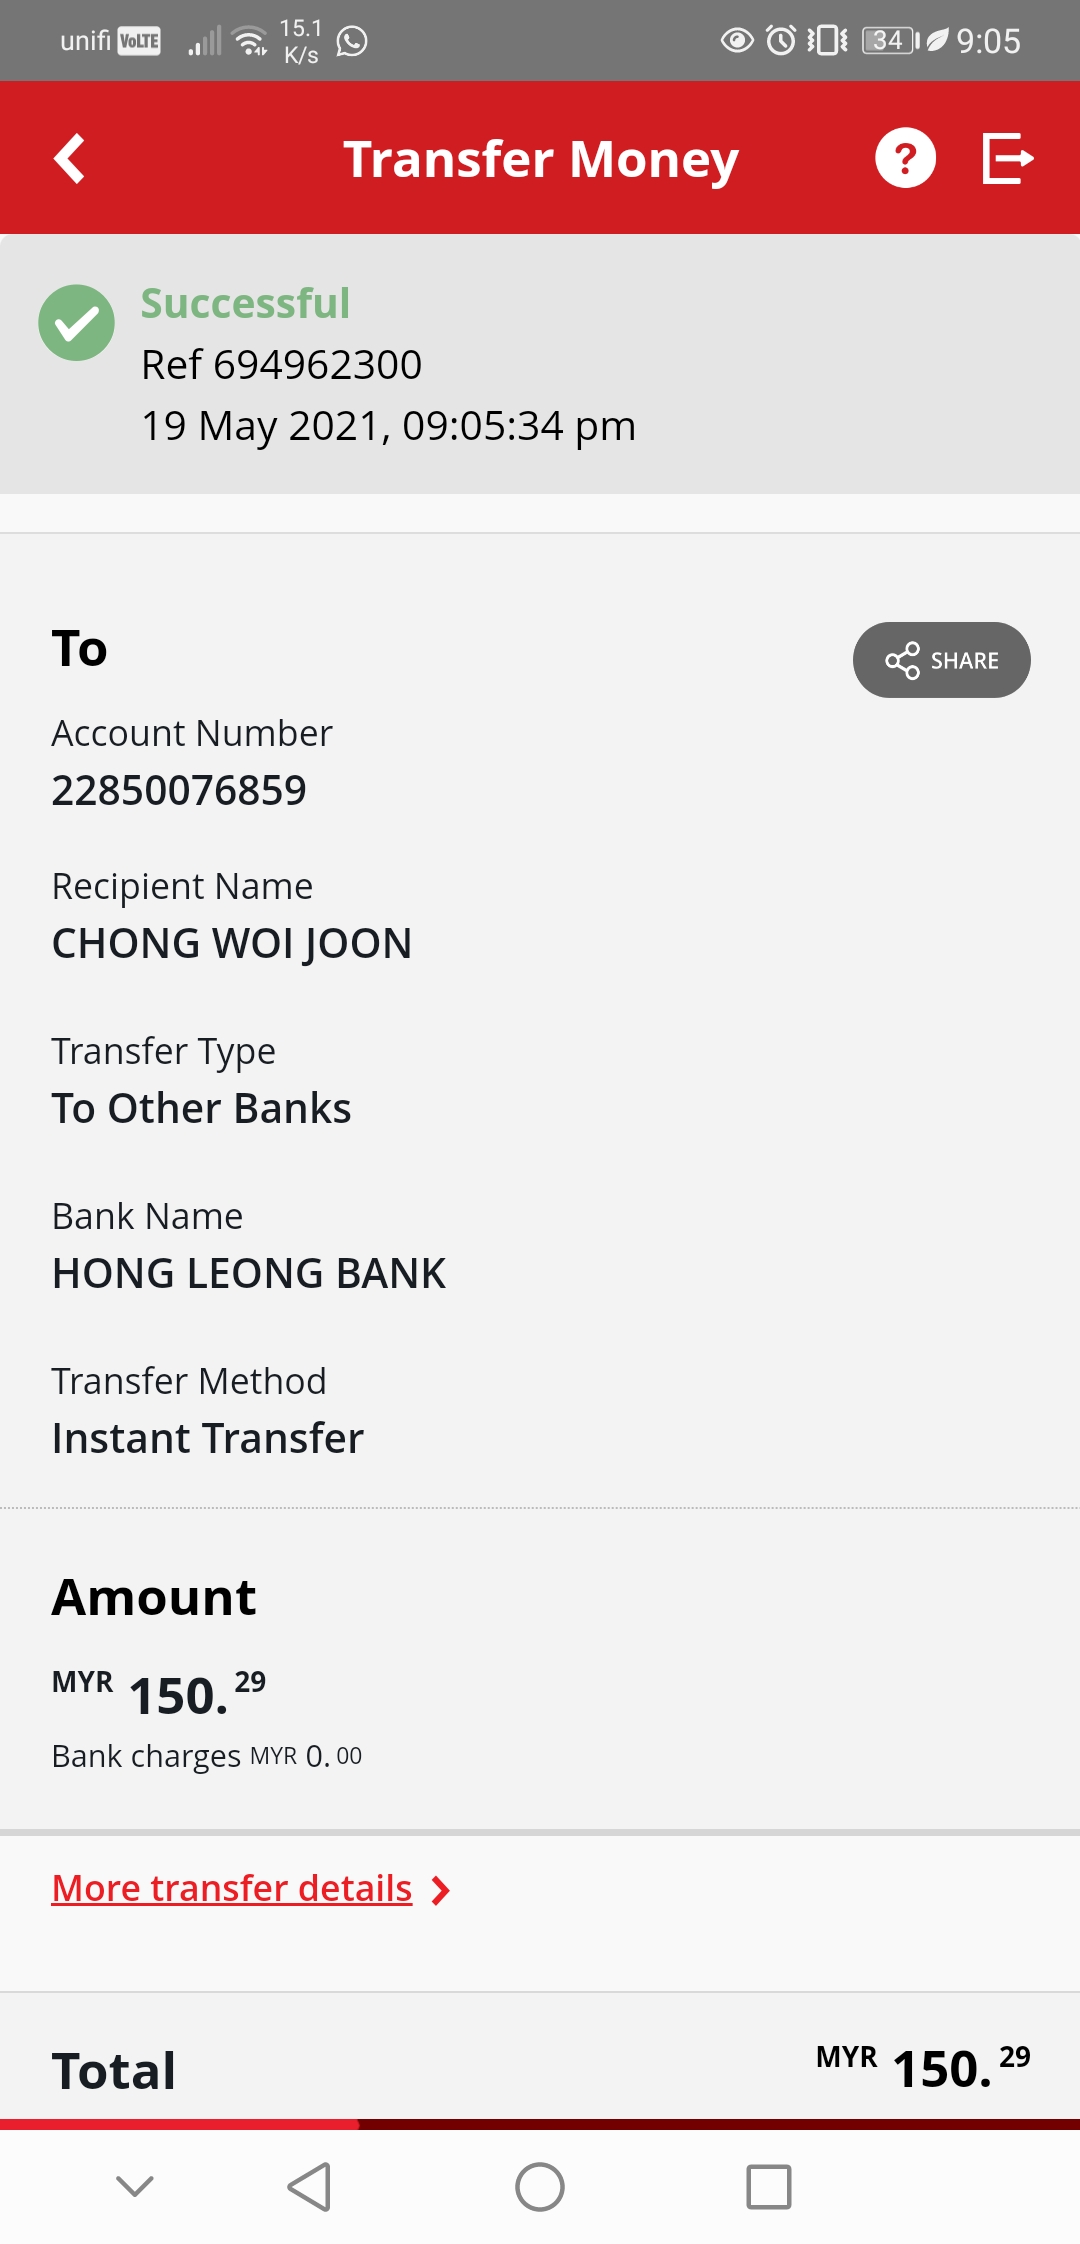 unifi VoLTE 15.1 K/s 34 9:05
Transfer Money ?
Successful
Ref 694962300
19 May 2021, 09:05:34 pm
To
SHARE
Account Number
22850076859
Recipient Name
CHONG WOI JOON
Transfer Type
To Other Banks
Bank Name
HONG LEONG BANK
Transfer Method
Instant Transfer
Amount
MYR 150.29
Bank charges MYR 0.00
More transfer details
Total MYR 150.29